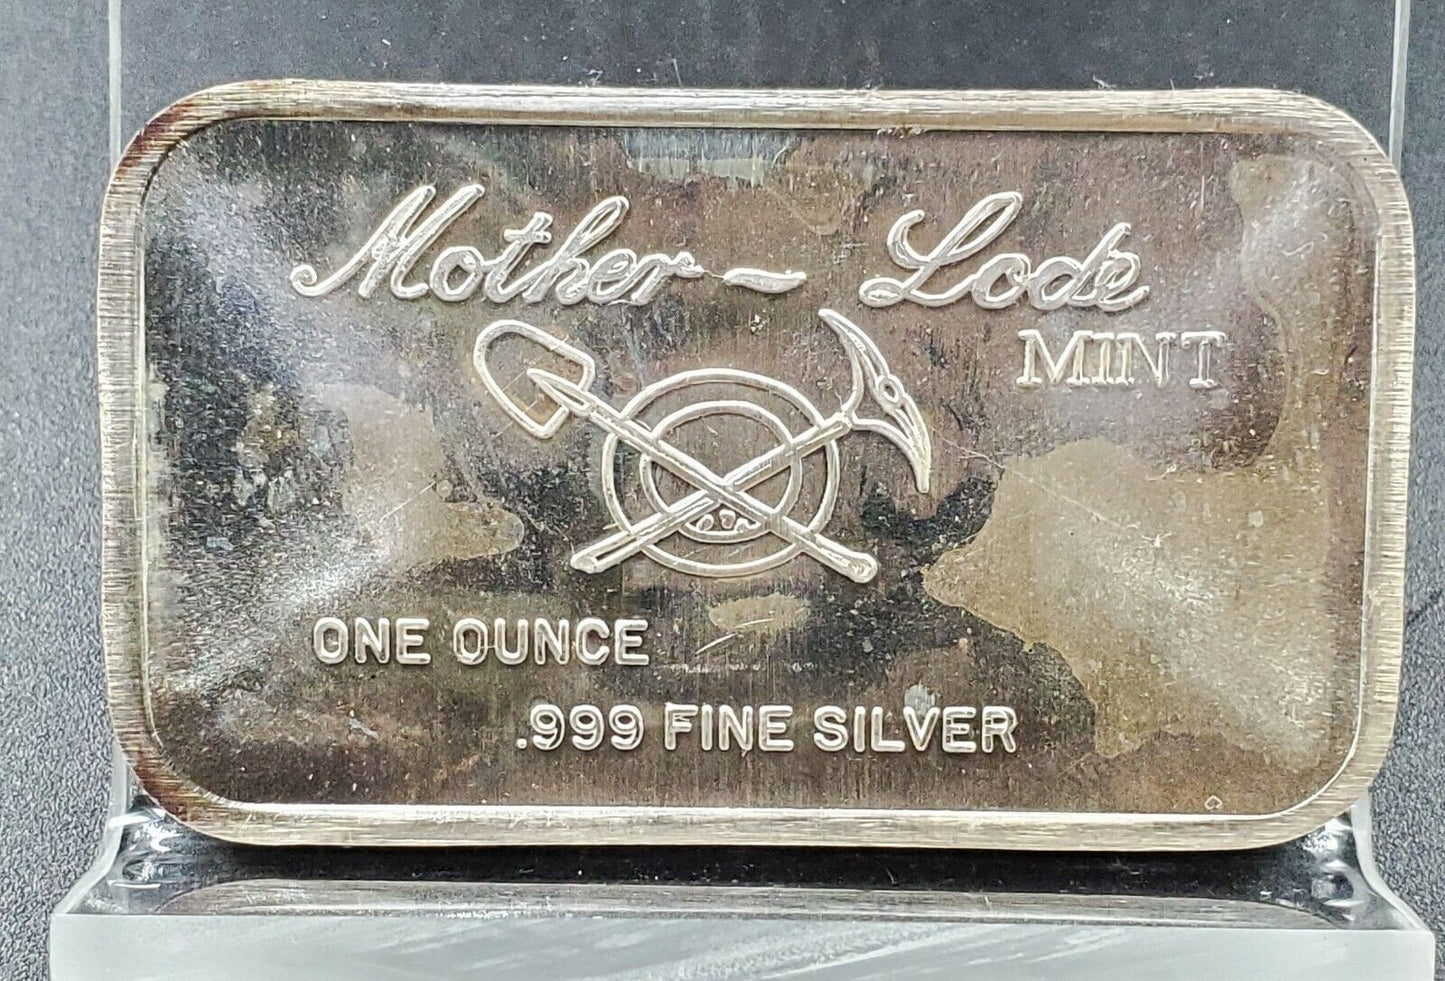 Mother - Lode
MINT
ONE OUNCE
.999 FINE SILVER